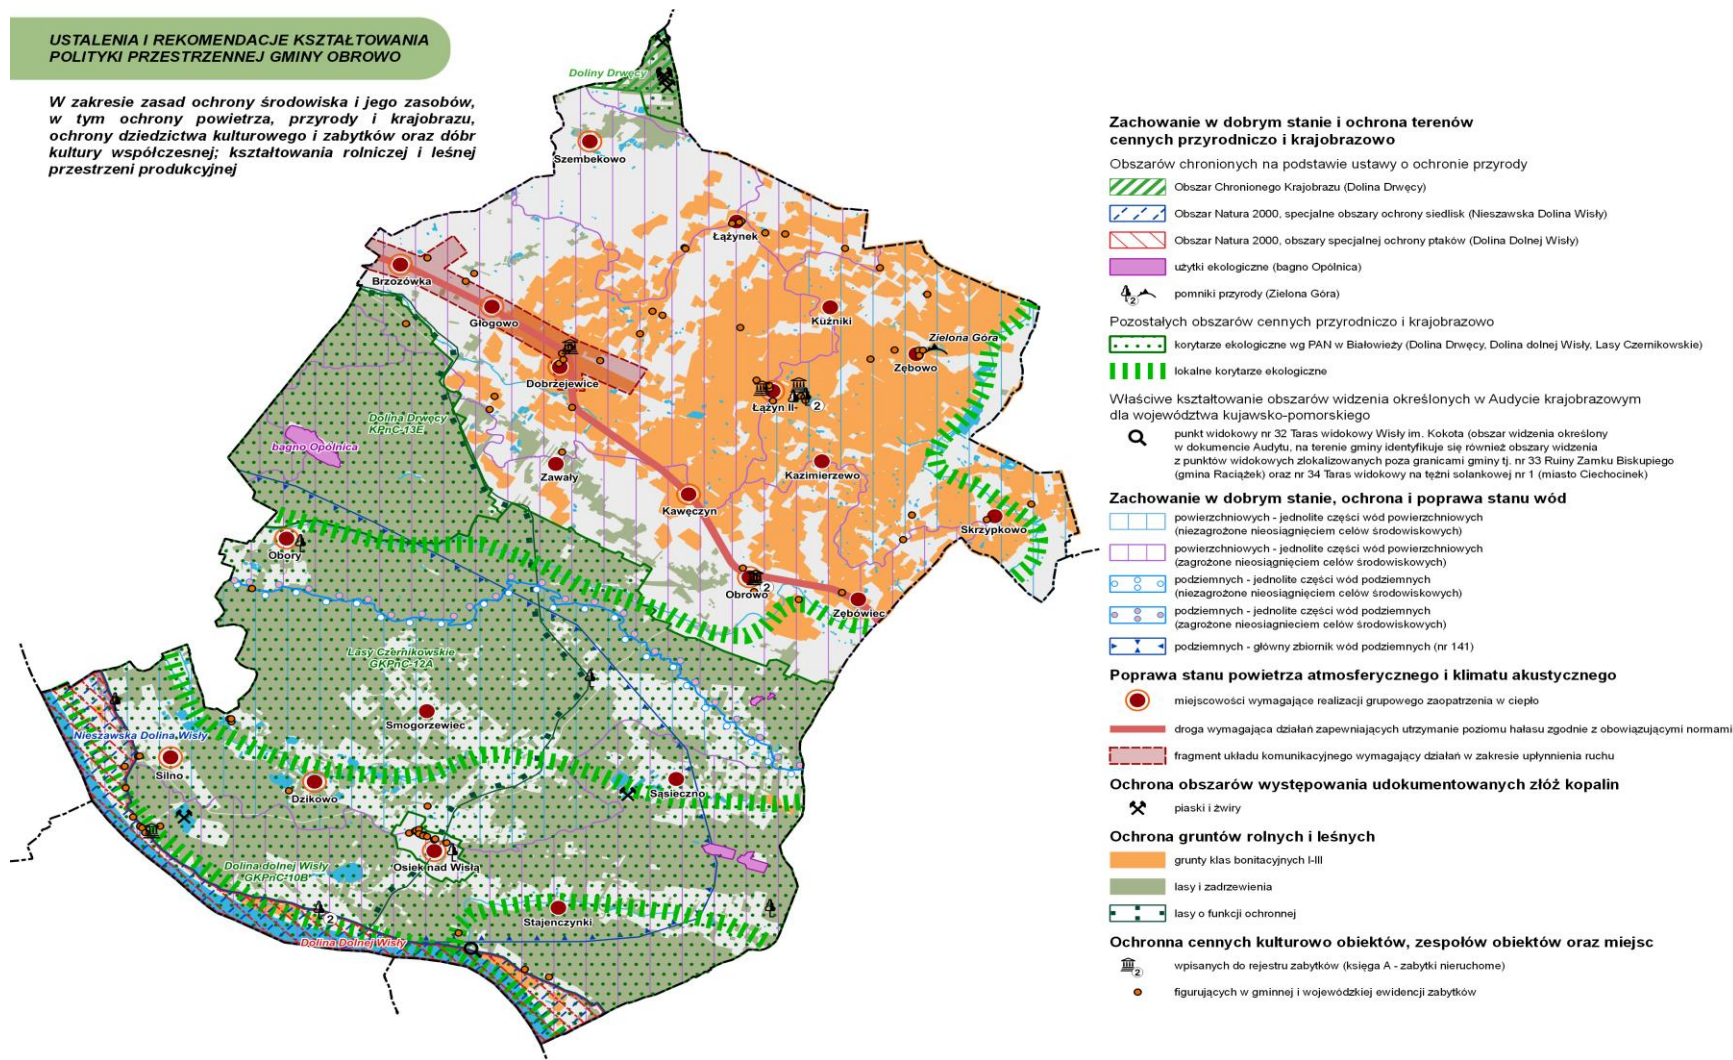 USTALENIA I REKOMENDACJE KSZTAŁTOWANIA
POLITYKI PRZESTRZENNEJ GMINY OBROWO
W zakresie zasad ochrony środowiska i jego zasobów,
w tym ochrony powietrza, przyrody i krajobrazu,
ochrony dziedzictwa kulturowego i zabytków oraz dóbr
kultury współczesnej; kształtowania rolniczej i leśnej
przestrzeni produkcyjnej
Doliny Drwęcy
Szembekowo
Łążynek
Brzozówka
Głogowo
Kuźniki
Zielona Góra
Zębowo
Dobrzejewice
Łążyn II
2
Dolina Drwęcy
KPnC-13E
bagno Opólnica
Zawały
Kazimierzewo
Kawęczyn
Skrzypkowo
Obory
Obrowo
2
Zębówiec
Lasy Czernikowskie
GKPnC-12A
Smogorzewiec
Nieszawska Dolina Wisły
Silno
Dzikowo
Sąsieczno
Osiek nad Wisłą
Dolina dolnej Wisły
GKPnC-10B
2
Stajenczynki
Dolina Dolnej Wisły
Zachowanie w dobrym stanie i ochrona terenów
cennych przyrodniczo i krajobrazowo
Obszarów chronionych na podstawie ustawy o ochronie przyrody
Obszar Chronionego Krajobrazu (Dolina Drwęcy)
Obszar Natura 2000, specjalne obszary ochrony siedlisk (Nieszawska Dolina Wisły)
Obszar Natura 2000, obszary specjalnej ochrony ptaków (Dolina Dolnej Wisły)
użytki ekologiczne (bagno Opólnica)
2 pomniki przyrody (Zielona Góra)
Pozostałych obszarów cennych przyrodniczo i krajobrazowo
korytarze ekologiczne wg PAN w Białowieży (Dolina Drwęcy, Dolina dolnej Wisły, Lasy Czernikowskie)
lokalne korytarze ekologiczne
Właściwe kształtowanie obszarów widzenia określonych w Audycie krajobrazowym
dla województwa kujawsko-pomorskiego
punkt widokowy nr 32 Taras widokowy Wisły im. Kokota (obszar widzenia określony
w dokumencie Audytu, na terenie gminy identyfikuje się również obszary widzenia
z punktów widokowych zlokalizowanych poza granicami gminy tj. nr 33 Ruiny Zamku Biskupiego
(gmina Raciążek) oraz nr 34 Taras widokowy na tężni solankowej nr 1 (miasto Ciechocinek)
Zachowanie w dobrym stanie, ochrona i poprawa stanu wód
powierzchniowych - jednolite części wód powierzchniowych
(niezagrożone nieosiągnięciem celów środowiskowych)
powierzchniowych - jednolite części wód powierzchniowych
(zagrożone nieosiągnięciem celów środowiskowych)
podziemnych - jednolite części wód podziemnych
(niezagrożone nieosiągnięciem celów środowiskowych)
podziemnych - jednolite części wód podziemnych
(zagrożone nieosiągnieciem celów środowiskowych)
podziemnych - główny zbiornik wód podziemnych (nr 141)
Poprawa stanu powietrza atmosferycznego i klimatu akustycznego
miejscowości wymagające realizacji grupowego zaopatrzenia w ciepło
droga wymagająca działań zapewniających utrzymanie poziomu hałasu zgodnie z obowiązującymi normami
fragment układu komunikacyjnego wymagający działań w zakresie upłynnienia ruchu
Ochrona obszarów występowania udokumentowanych złóż kopalin
piaski i żwiry
Ochrona gruntów rolnych i leśnych
grunty klas bonitacyjnych I-III
lasy i zadrzewienia
lasy o funkcji ochronnej
Ochronna cennych kulturowo obiektów, zespołów obiektów oraz miejsc
2 wpisanych do rejestru zabytków (księga A - zabytki nieruchome)
figurujących w gminnej i wojewódzkiej ewidencji zabytków